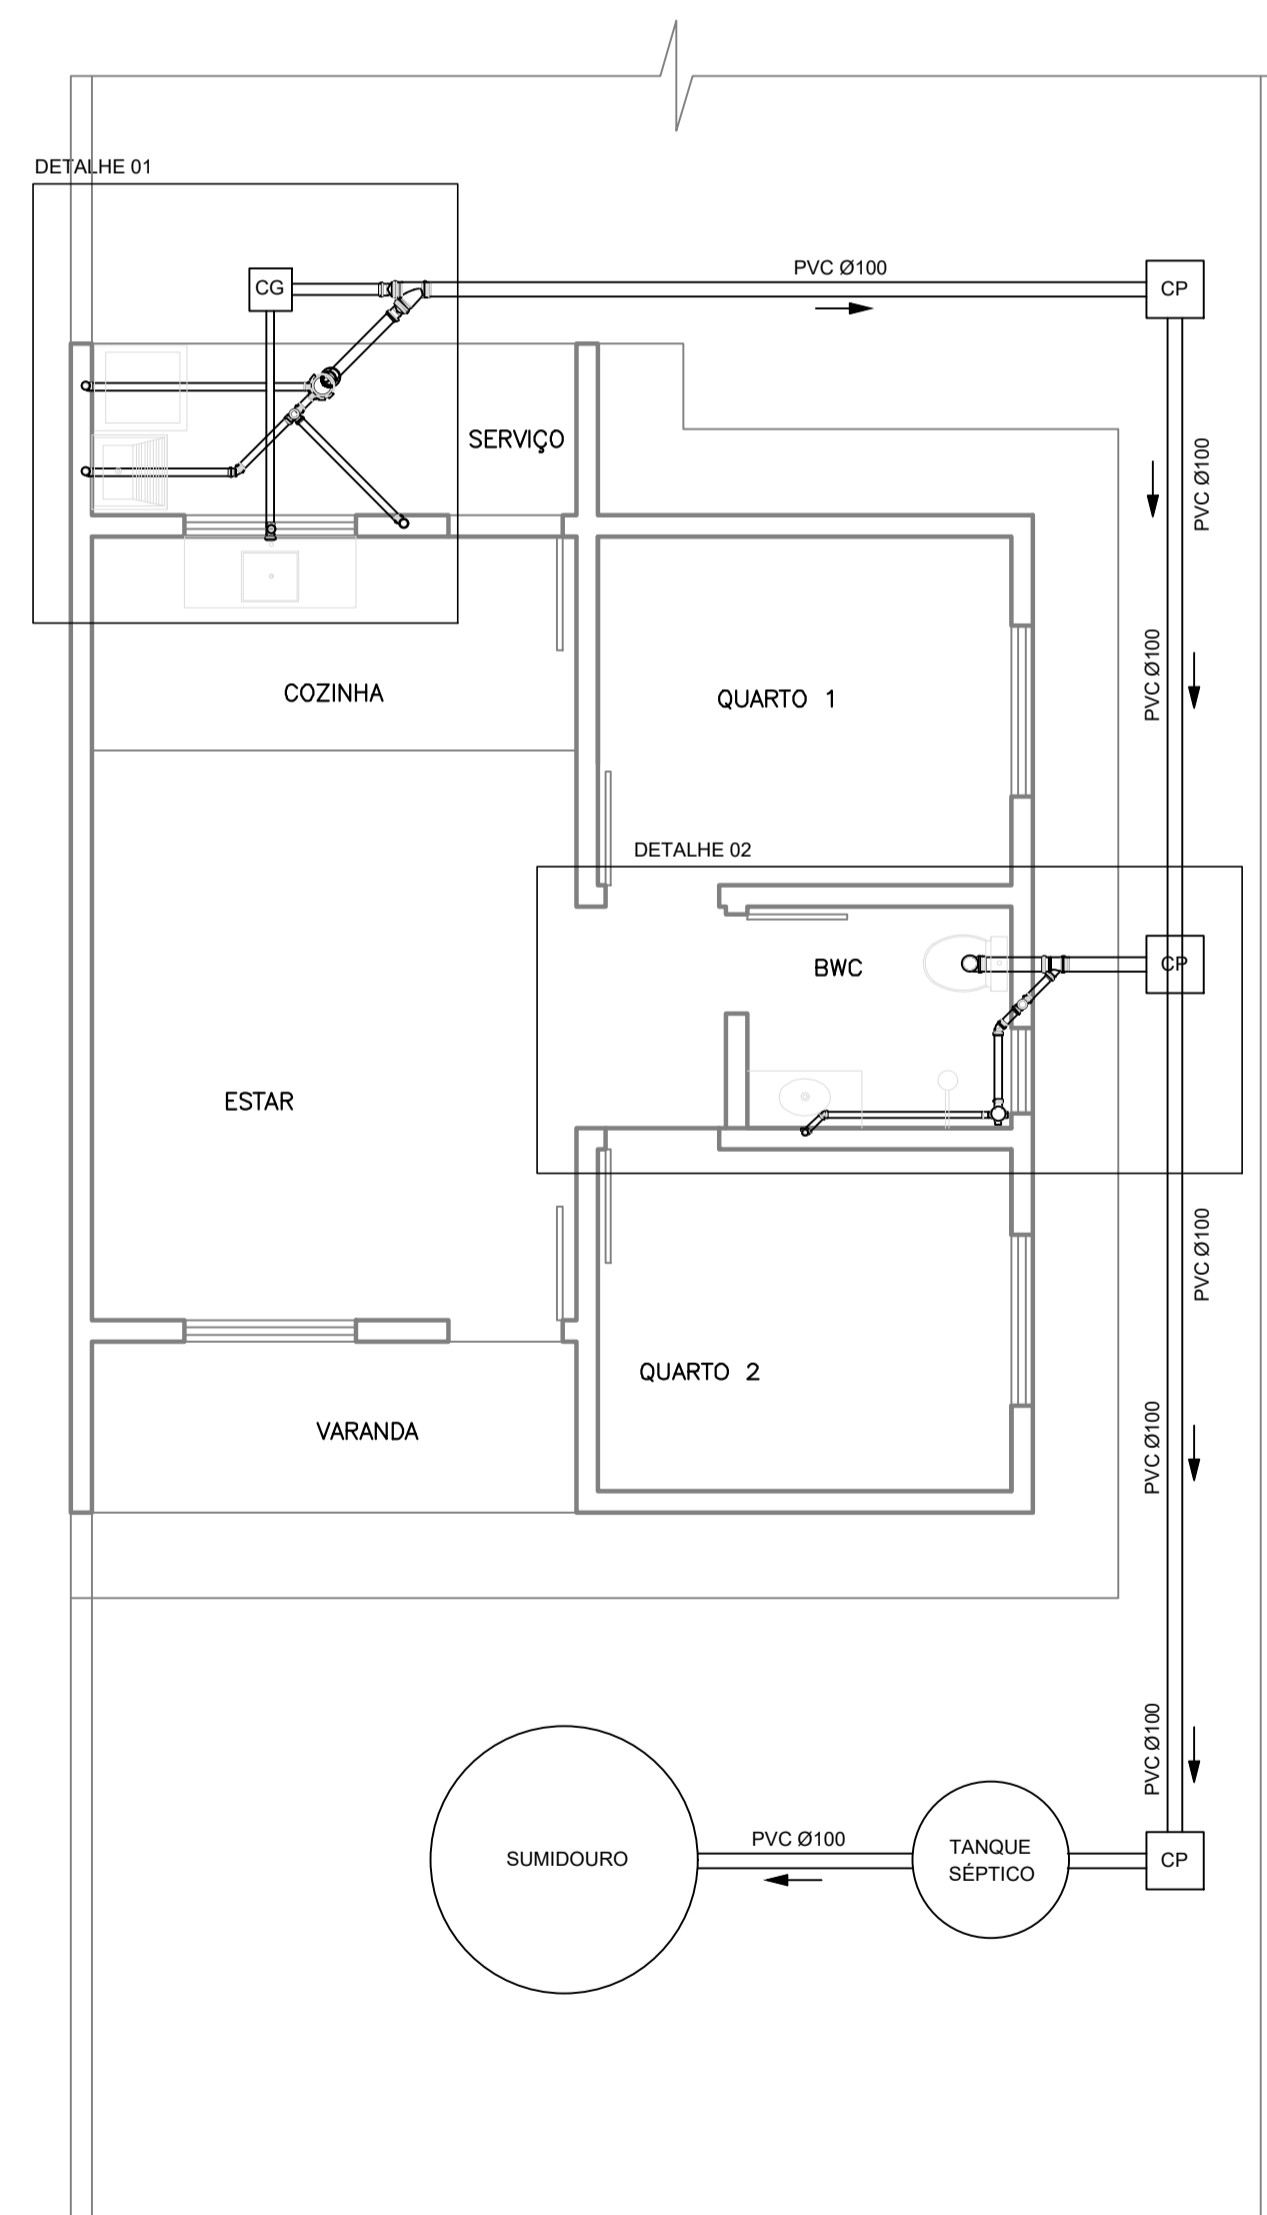 DETALHE 01
PVC Ø100
CG
CP
SERVIÇO
PVC Ø100
PVC Ø100
COZINHA
QUARTO 1
DETALHE 02
BWC
CP
ESTAR
PVC Ø100
QUARTO 2
VARANDA
PVC Ø100
PVC Ø100
PVC Ø100
SUMIDOURO
TANQUE
SÉPTICO
CP